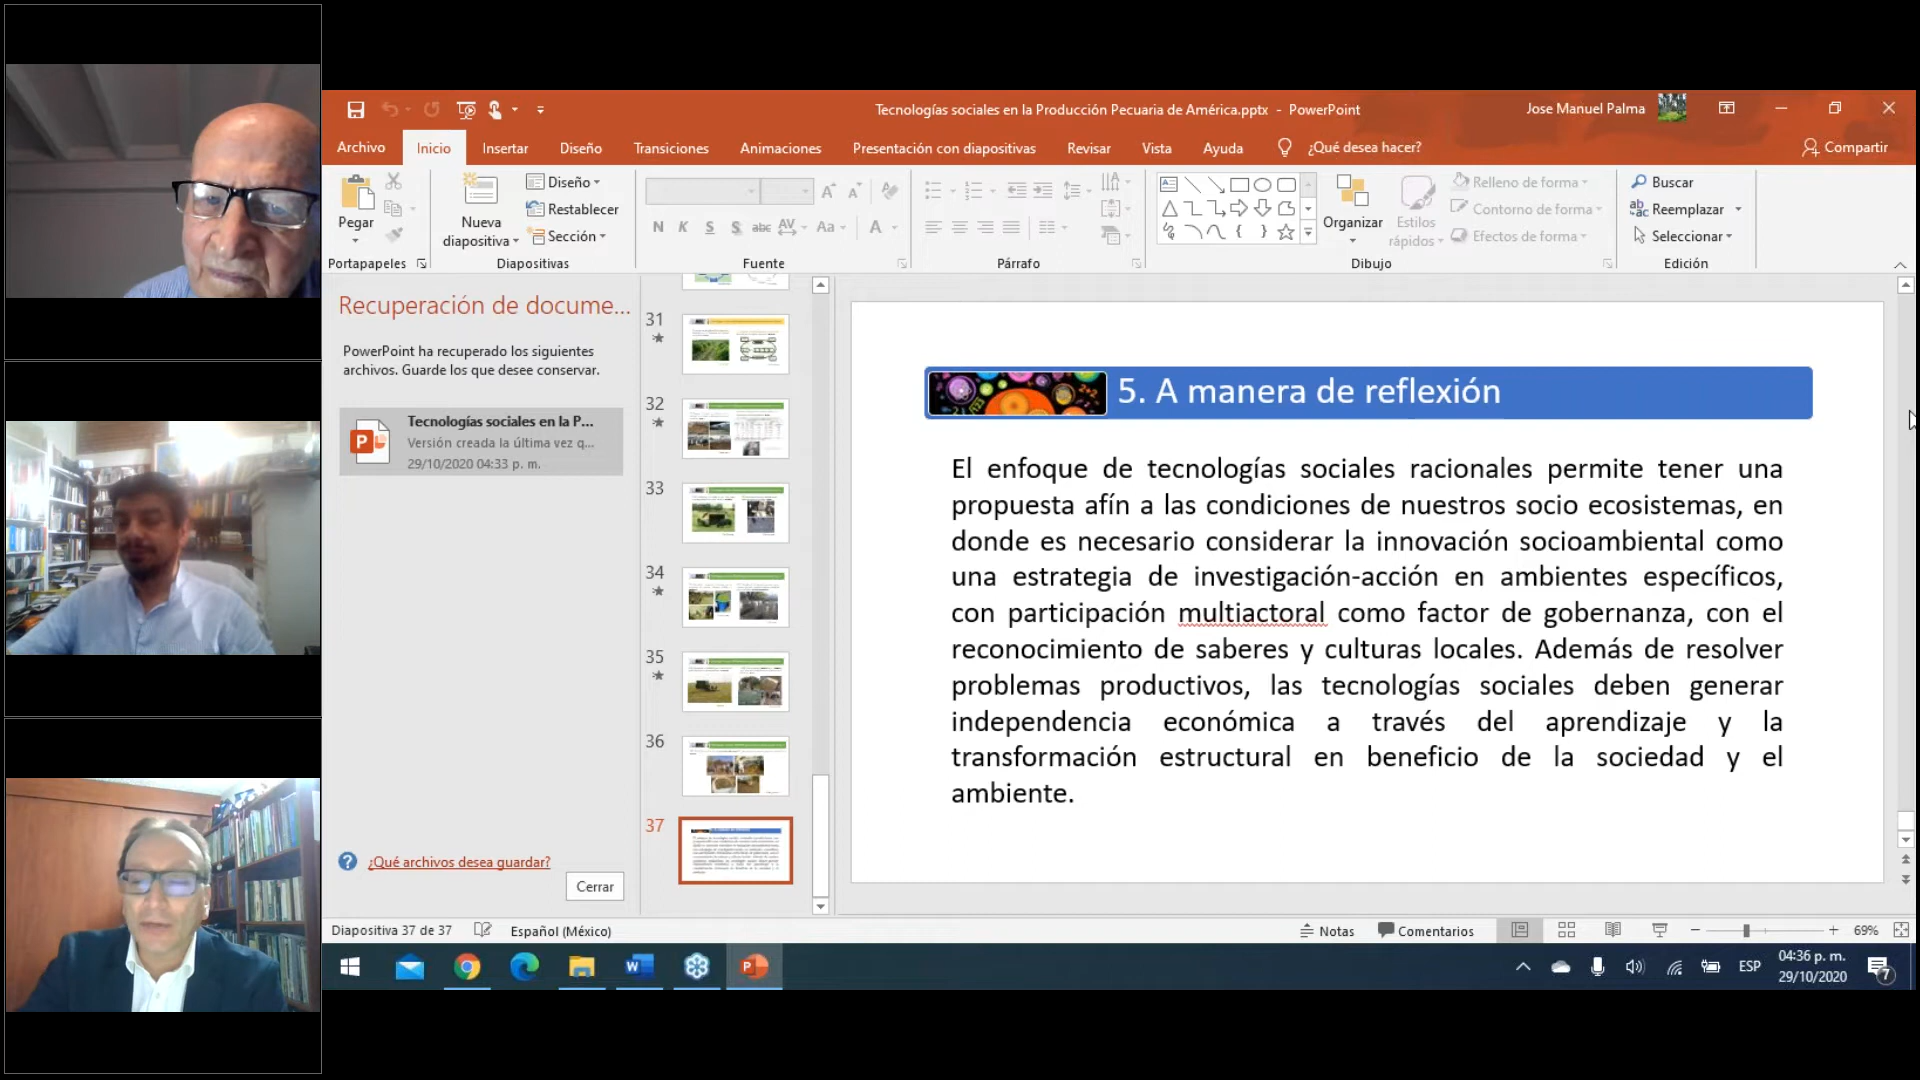 Tecnologías sociales en la Producción Pecuaria de América.pptx - PowerPoint
Jose Manuel Palma
Archivo
Inicio
Insertar
Diseño
Transiciones
Animaciones
Presentación con diapositivas
Revisar
Vista
Ayuda
¿Qué desea hacer?
Compartir
Pegar
Portapapeles
Nueva
diapositiva
Diseño
Restablecer
Sección
Diapositivas
N K S S abc AV Aa A
Fuente
Párrafo
Organizar
Estilos
rápidos
Relleno de forma
Contorno de forma
Efectos de forma
Dibujo
Buscar
Reemplazar
Seleccionar
Edición
Recuperación de docume...
PowerPoint ha recuperado los siguientes
archivos. Guarde los que desee conservar.
Tecnologías sociales en la P...
Versión creada la última vez q...
29/10/2020 04:33 p. m.
¿Qué archivos desea guardar?
Cerrar
31
32
33
34
35
36
37
5. A manera de reflexión
El enfoque de tecnologías sociales racionales permite tener una
propuesta afín a las condiciones de nuestros socio ecosistemas, en
donde es necesario considerar la innovación socioambiental como
una estrategia de investigación-acción en ambientes específicos,
con participación multiactoral como factor de gobernanza, con el
reconocimiento de saberes y culturas locales. Además de resolver
problemas productivos, las tecnologías sociales deben generar
independencia económica a través del aprendizaje y la
transformación estructural en beneficio de la sociedad y el
ambiente.
Diapositiva 37 de 37
Español (México)
Notas
Comentarios
69%
ESP
04:36 p. m.
29/10/2020
7